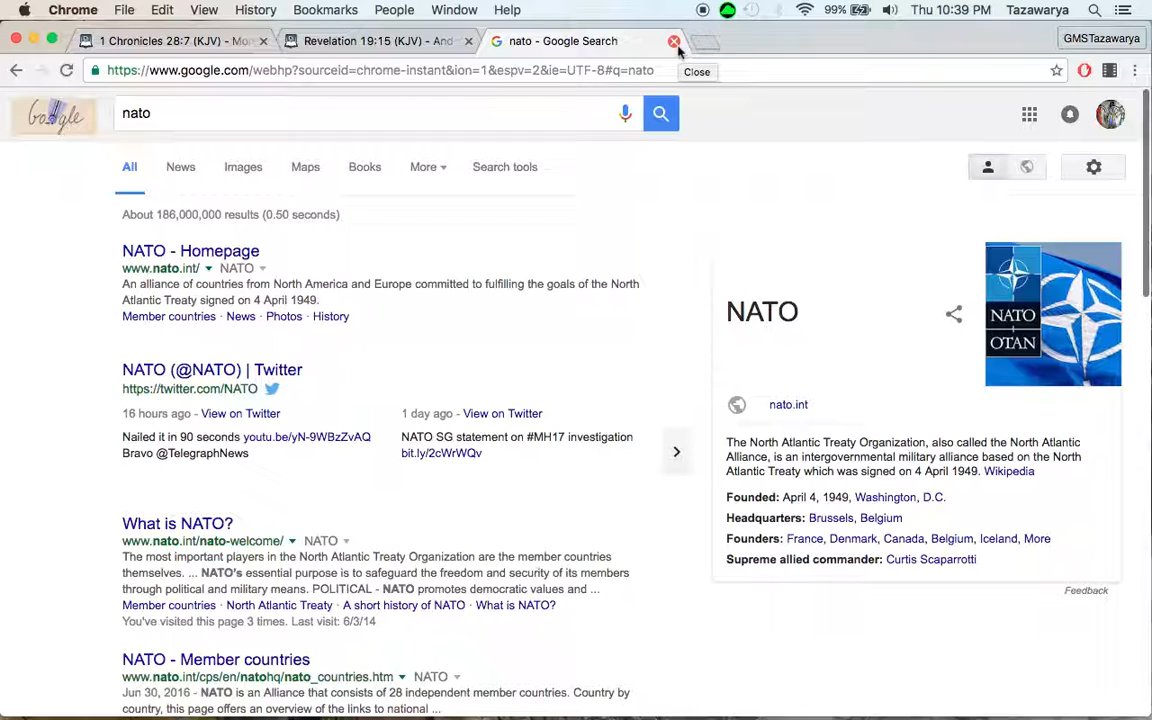 Chrome File Edit View History Bookmarks People Window Help 99% Thu 10:39 PM Tazawarya
1 Chronicles 28:7 (KJV) - Mor Revelation 19:15 (KJV) - And nato - Google Search GMSTazawarya
https://www.google.com/webhp?sourceid=chrome-instant&ion=1&espv=2&ie=UTF-8#q=nato
Close
Google nato
All News Images Maps Books More Search tools
About 186,000,000 results (0.50 seconds)
NATO - Homepage
www.nato.int/ NATO
An alliance of countries from North America and Europe committed to fulfilling the goals of the North
Atlantic Treaty signed on 4 April 1949.
Member countries · News · Photos · History
NATO (@NATO) | Twitter
https://twitter.com/NATO
16 hours ago - View on Twitter
Nailed it in 90 seconds youtu.be/yN-9WBzZvAQ
Bravo @TelegraphNews
1 day ago - View on Twitter
NATO SG statement on #MH17 investigation
bit.ly/2cWrWQv
What is NATO?
www.nato.int/nato-welcome/ NATO
The most important players in the North Atlantic Treaty Organization are the member countries
themselves. ... NATO's essential purpose is to safeguard the freedom and security of its members
through political and military means. POLITICAL - NATO promotes democratic values and ...
Member countries · North Atlantic Treaty · A short history of NATO · What is NATO?
You've visited this page 3 times. Last visit: 6/3/14
NATO - Member countries
www.nato.int/cps/en/natohq/nato_countries.htm NATO
Jun 30, 2016 - NATO is an Alliance that consists of 28 independent member countries. Country by
country, this page offers an overview of the links to national ...
NATO
NATO
OTAN
nato.int
The North Atlantic Treaty Organization, also called the North Atlantic
Alliance, is an intergovernmental military alliance based on the
North Atlantic Treaty which was signed on 4 April 1949. Wikipedia
Founded: April 4, 1949, Washington, D.C.
Headquarters: Brussels, Belgium
Founders: France, Denmark, Canada, Belgium, Iceland, More
Supreme allied commander: Curtis Scaparrotti
Feedback